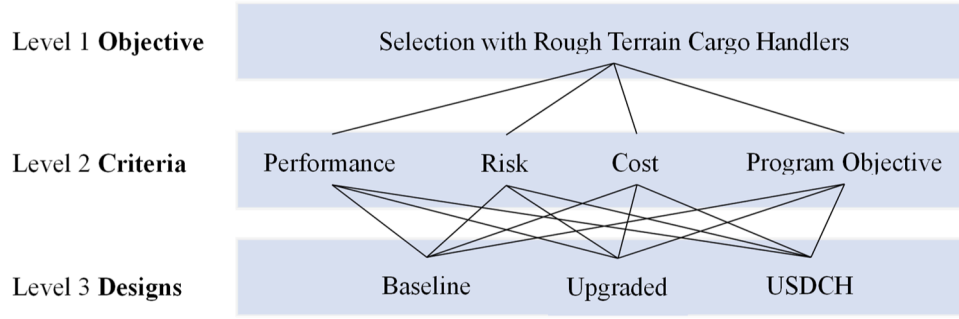 Level 1 Objective Selection with Rough Terrain Cargo Handlers
Level 2 Criteria Performance Risk Cost Program Objective
Level 3 Designs Baseline Upgraded USDCH